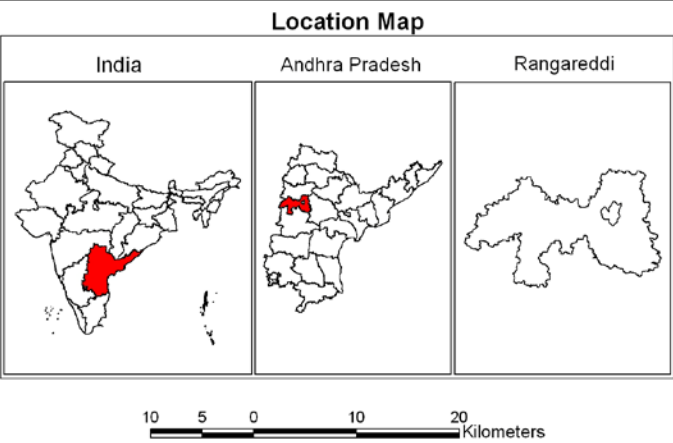 Location Map
India
Andhra Pradesh
Rangareddi
10 5 0 10 20
Kilometers